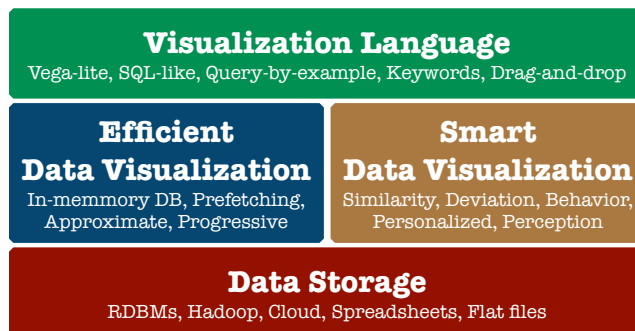 Visualization Language
Vega-lite, SQL-like, Query-by-example, Keywords, Drag-and-drop
Efficient
Data Visualization
In-memmory DB, Prefetching,
Approximate, Progressive
Smart
Data Visualization
Similarity, Deviation, Behavior,
Personalized, Perception
Data Storage
RDBMs, Hadoop, Cloud, Spreadsheets, Flat files